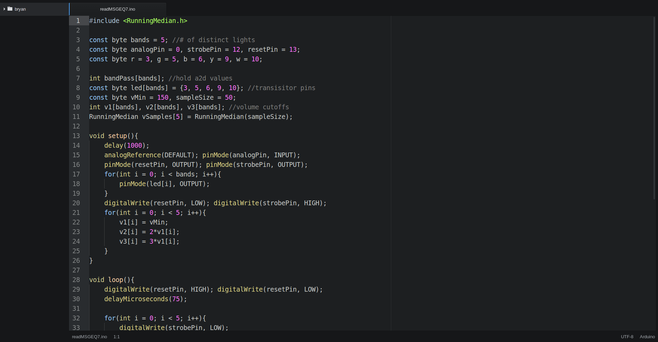 bryan
readMSGEQ7.ino
1 #include <RunningMedian.h>
2
3 const byte bands = 5; //# of distinct lights
4 const byte analogPin = 0, strobePin = 12, resetPin = 13;
5 const byte r = 3, g = 5, b = 6, y = 9, w = 10;
6
7 int bandPass[bands]; //hold a2d values
8 const byte led[bands] = {3, 5, 6, 9, 10}; //transisitor pins
9 const byte vMin = 150, sampleSize = 50;
10 int v1[bands], v2[bands], v3[bands]; //volume cutoffs
11 RunningMedian vSamples[5] = RunningMedian(sampleSize);
12
13 void setup(){
14 delay(1000);
15 analogReference(DEFAULT); pinMode(analogPin, INPUT);
16 pinMode(resetPin, OUTPUT); pinMode(strobePin, OUTPUT);
17 for(int i = 0; i < bands; i++){
18 pinMode(led[i], OUTPUT);
19 }
20 digitalWrite(resetPin, LOW); digitalWrite(strobePin, HIGH);
21 for(int i = 0; i < 5; i++){
22 v1[i] = vMin;
23 v2[i] = 2*v1[i];
24 v3[i] = 3*v1[i];
25 }
26 }
27
28 void loop(){
29 digitalWrite(resetPin, HIGH); digitalWrite(resetPin, LOW);
30 delayMicroseconds(75);
31
32 for(int i = 0; i < 5; i++){
33 digitalWrite(strobePin, LOW);
readMSGEQ7.ino 1:1 UTF-8 Arduino